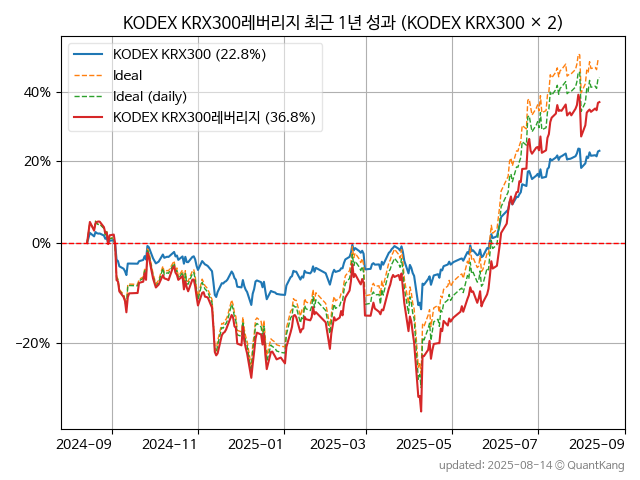 KODEX KRX300레버리지 최근 1년 성과 (KODEX KRX300 × 2)
KODEX KRX300 (22.8%)
Ideal
Ideal (daily)
KODEX KRX300레버리지 (36.8%)
40%
20%
0%
−20%
2024-09 2024-11 2025-01 2025-03 2025-05 2025-07 2025-09
updated: 2025-08-14 © QuantKang